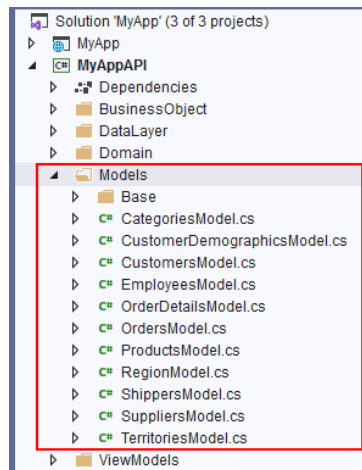 Solution 'MyApp' (3 of 3 projects)
MyApp
C# MyAppAPI
Dependencies
BusinessObject
DataLayer
Domain
Models
Base
C# CategoriesModel.cs
C# CustomerDemographicsModel.cs
C# CustomersModel.cs
C# EmployeesModel.cs
C# OrderDetailsModel.cs
C# OrdersModel.cs
C# ProductsModel.cs
C# RegionModel.cs
C# ShippersModel.cs
C# SuppliersModel.cs
C# TerritoriesModel.cs
ViewModels